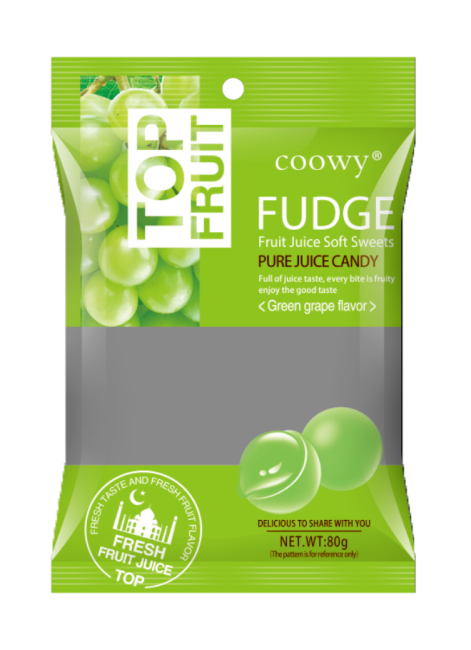 TOP
FRUIT
coowy®
FUDGE
Fruit Juice Soft Sweets
PURE JUICE CANDY
Full of juice taste, every bite is fruity
enjoy the good taste
<Green grape flavor>
FRESH TASTE AND FRESH FRUIT FLAVOR
FRESH
FRUIT JUICE
TOP
DELICIOUS TO SHARE WITH YOU
NET.WT:80g
(The pattern is for reference only)